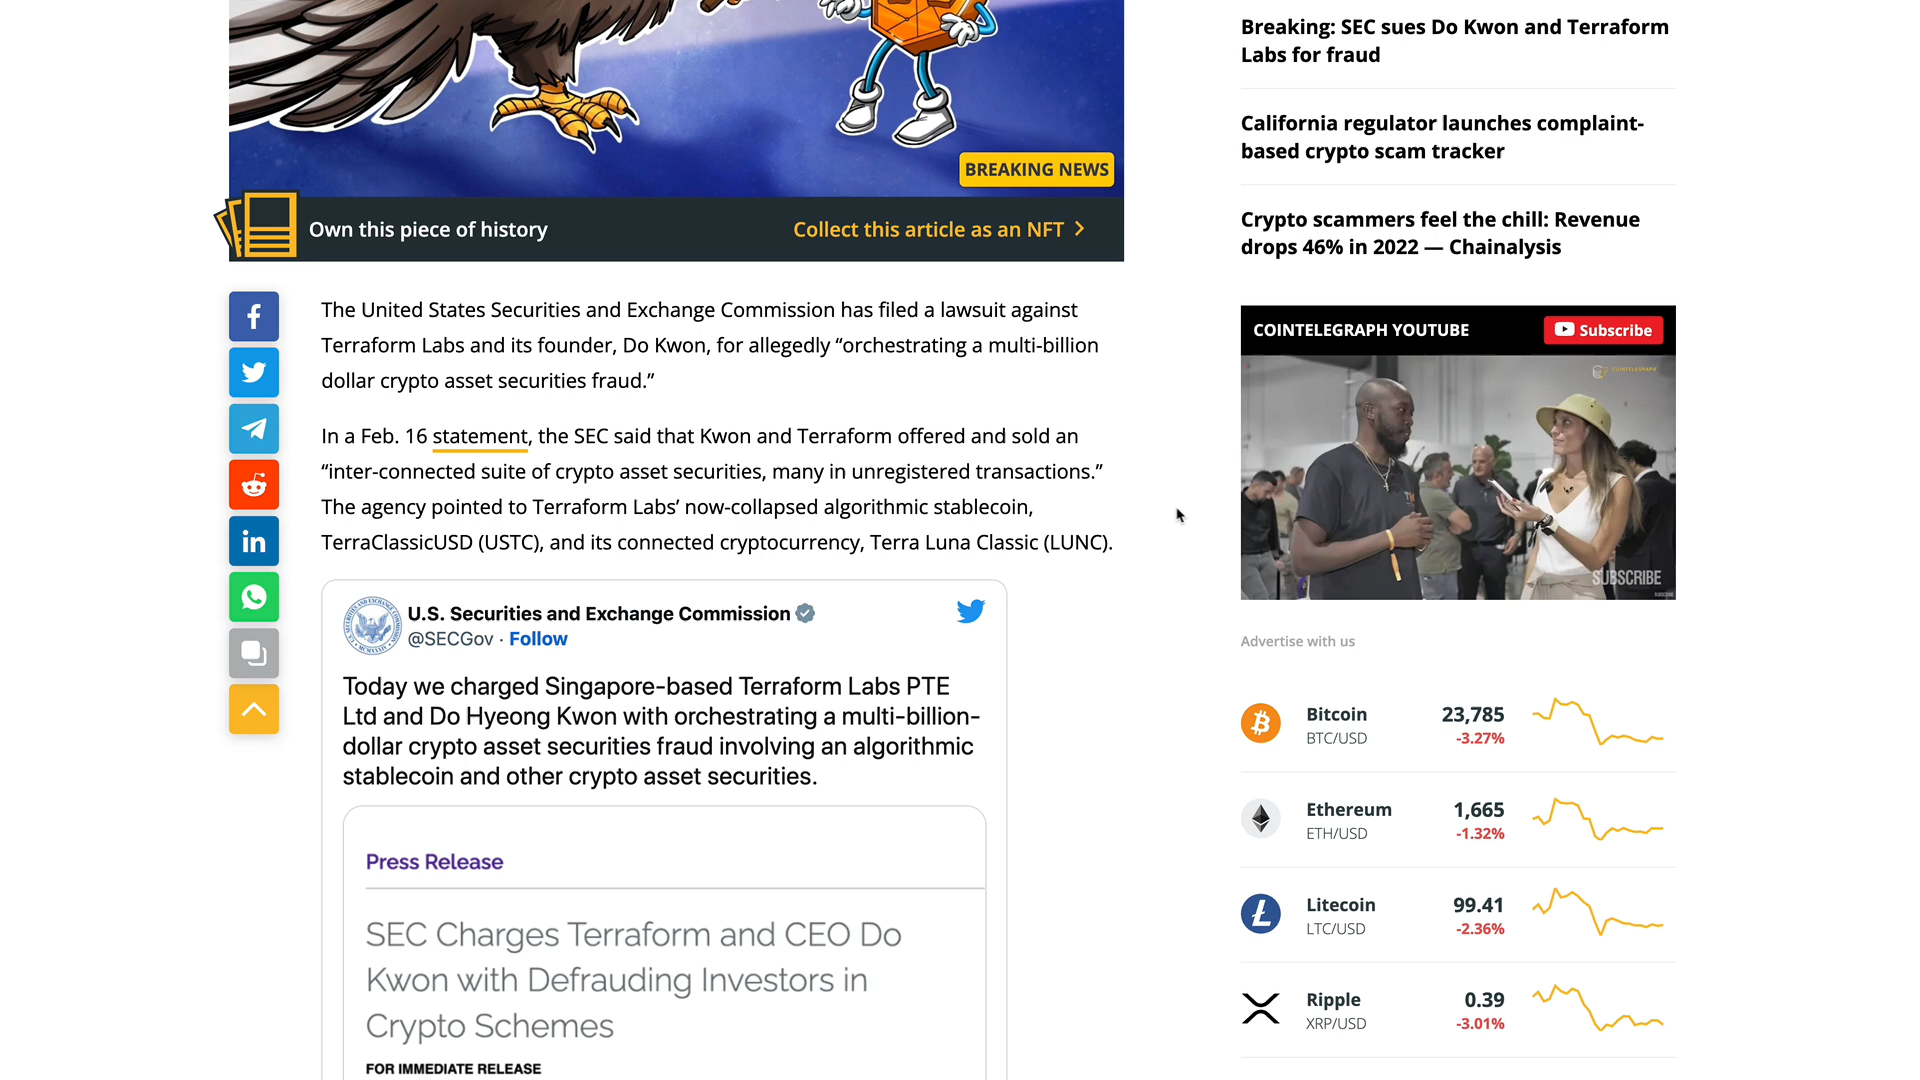 BREAKING NEWS
Own this piece of history
Collect this article as an NFT
The United States Securities and Exchange Commission has filed a lawsuit against
Terraform Labs and its founder, Do Kwon, for allegedly “orchestrating a multi-billion
dollar crypto asset securities fraud.”
In a Feb. 16 statement, the SEC said that Kwon and Terraform offered and sold an
“inter-connected suite of crypto asset securities, many in unregistered transactions.”
The agency pointed to Terraform Labs’ now-collapsed algorithmic stablecoin,
TerraClassicUSD (USTC), and its connected cryptocurrency, Terra Luna Classic (LUNC).
U.S. Securities and Exchange Commission
@SECGov · Follow
Today we charged Singapore-based Terraform Labs PTE
Ltd and Do Hyeong Kwon with orchestrating a multi-billion-
dollar crypto asset securities fraud involving an algorithmic
stablecoin and other crypto asset securities.
Press Release
SEC Charges Terraform and CEO Do
Kwon with Defrauding Investors in
Crypto Schemes
FOR IMMEDIATE RELEASE
Breaking: SEC sues Do Kwon and Terraform
Labs for fraud
California regulator launches complaint-
based crypto scam tracker
Crypto scammers feel the chill: Revenue
drops 46% in 2022 — Chainalysis
COINTELEGRAPH YOUTUBE
Subscribe
COINTELEGRAPH
SUBSCRIBE
Advertise with us
Bitcoin 23,785
BTC/USD -3.27%
Ethereum 1,665
ETH/USD -1.32%
Litecoin 99.41
LTC/USD -2.36%
Ripple 0.39
XRP/USD -3.01%